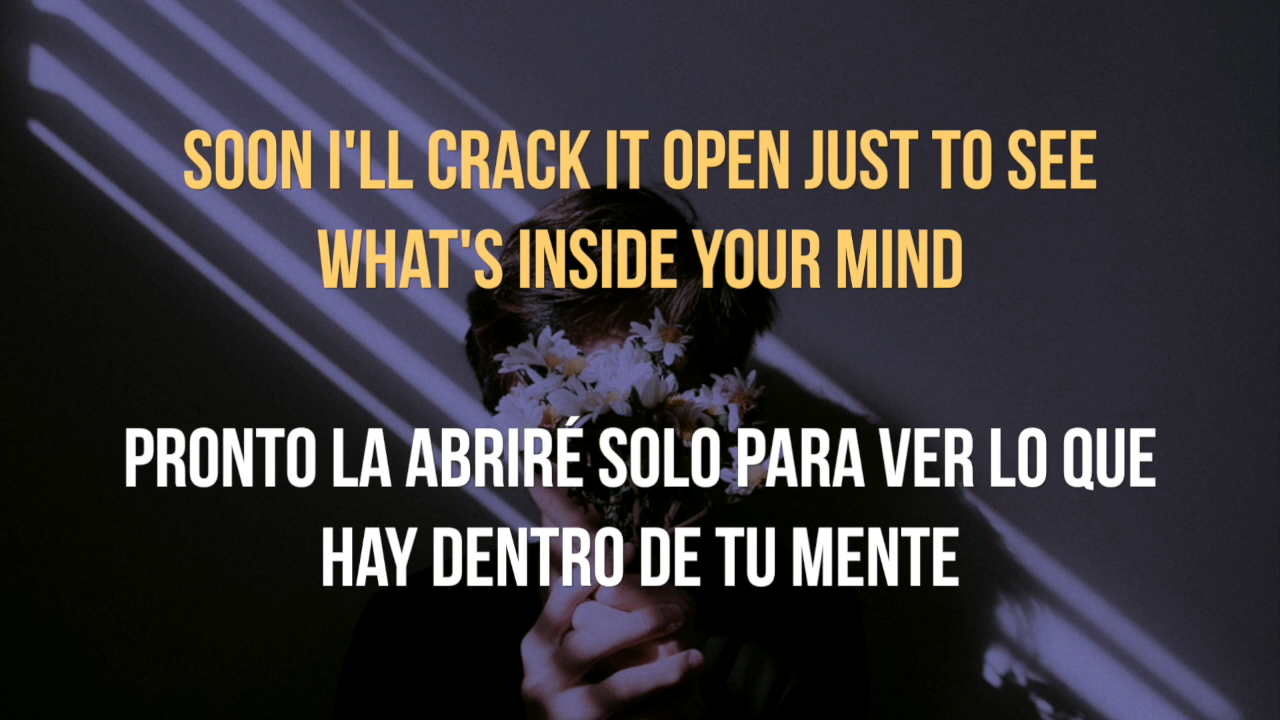 SOON I'LL CRACK IT OPEN JUST TO SEE
WHAT'S INSIDE YOUR MIND
PRONTO LA ABRIRÉ SOLO PARA VER LO QUE
HAY DENTRO DE TU MENTE